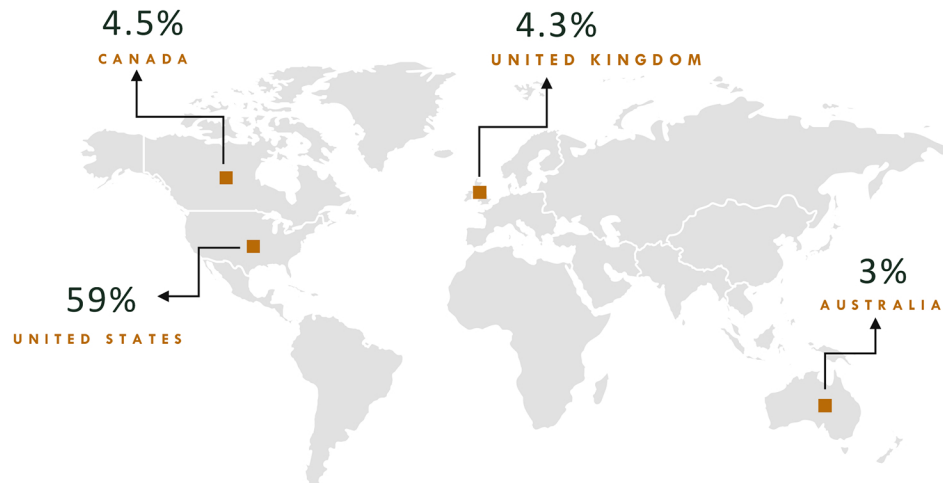 4.5%
CANADA
4.3%
UNITED KINGDOM
59%
UNITED STATES
3%
AUSTRALIA